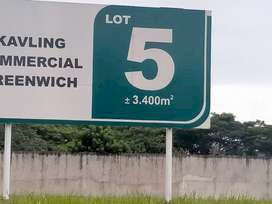 KAVLING
MMERCIAL
REENWICH
LOT
5
± 3.400m²